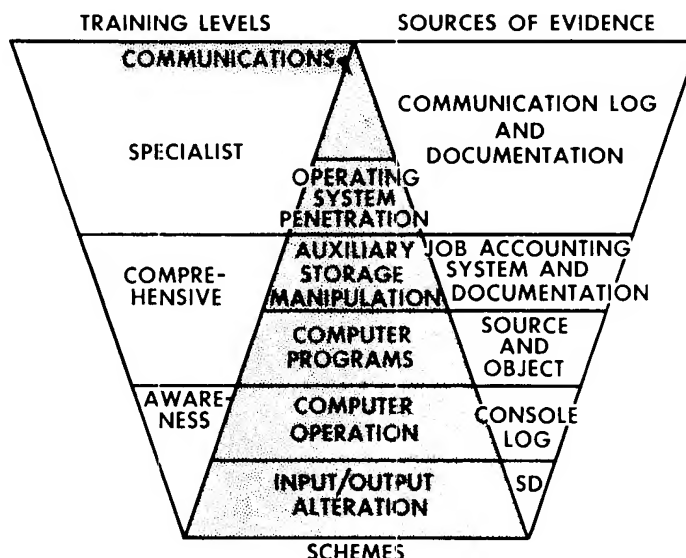 TRAINING LEVELS
SOURCES OF EVIDENCE
COMMUNICATIONS
SPECIALIST
COMMUNICATION LOG
AND
DOCUMENTATION
OPERATING
SYSTEM
PENETRATION
COMPRE-
HENSIVE
AUXILIARY
STORAGE
MANIPULATION
JOB ACCOUNTING
SYSTEM AND
DOCUMENTATION
COMPUTER
PROGRAMS
SOURCE
AND
OBJECT
AWARE-
NESS
COMPUTER
OPERATION
CONSOLE
LOG
INPUT/OUTPUT
ALTERATION
SD
SCHEMES